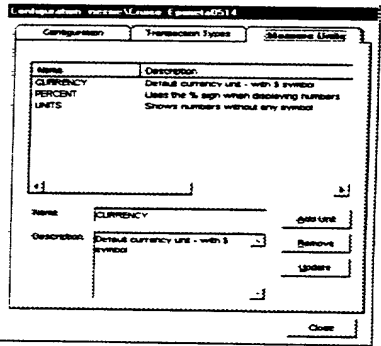 Configuration
Configuration Transaction Types Measure Units
Name Description
CURRENCY Default currency unit - with $ symbol
PERCENT Uses the % sign when displaying numbers
UNITS Shows numbers without any symbol
Name CURRENCY Add Unit
Description Default currency unit - with $ symbol
Remove
Update
Close